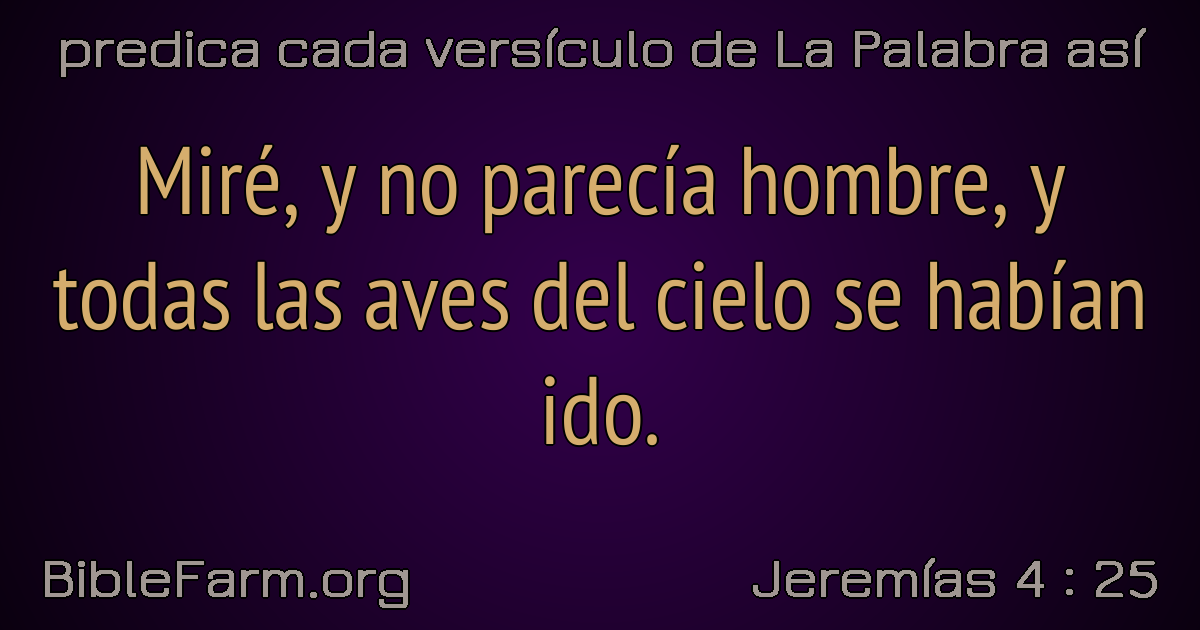 predica cada versículo de La Palabra así
Miré, y no parecía hombre, y
todas las aves del cielo se habían
ido.
BibleFarm.org
Jeremías 4 : 25